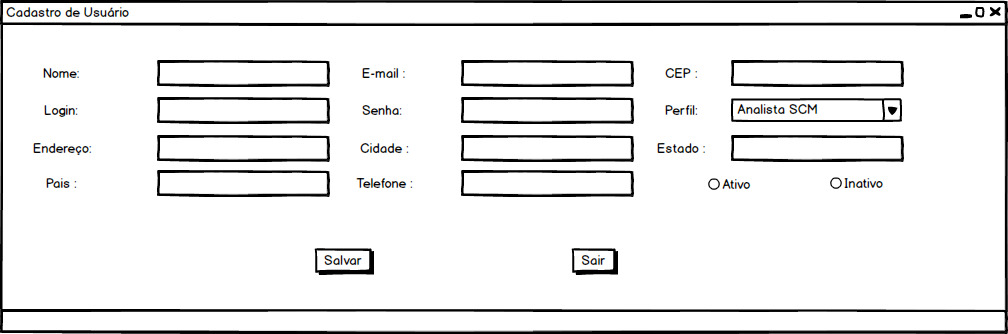 Cadastro de Usuário
Nome: E-mail : CEP :
Login: Senha: Perfil: Analista SCM
Endereço: Cidade : Estado :
Pais : Telefone : Ativo Inativo
Salvar Sair